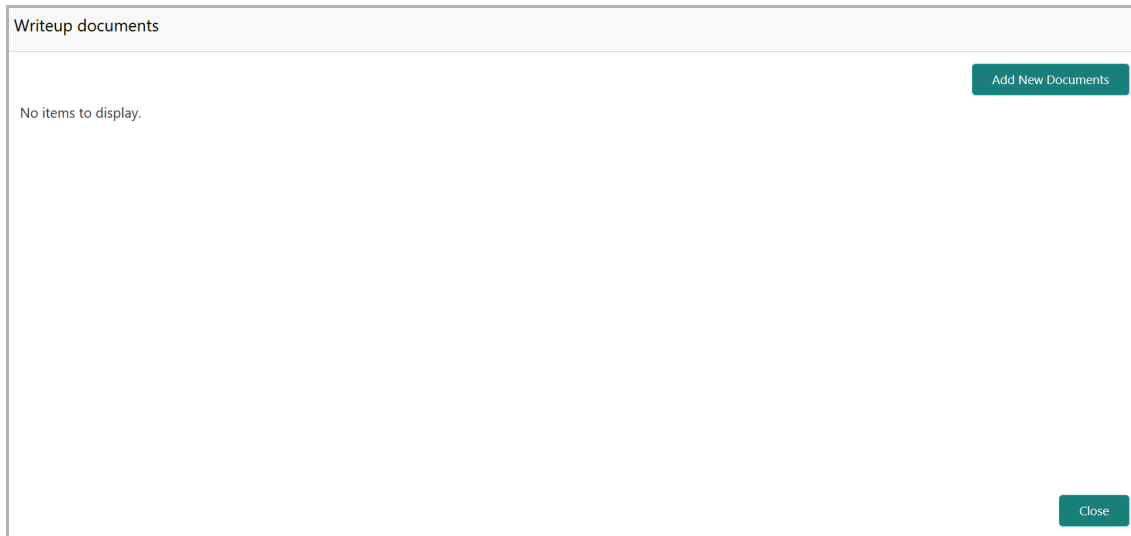 Writeup documents
Add New Documents
No items to display.
Close